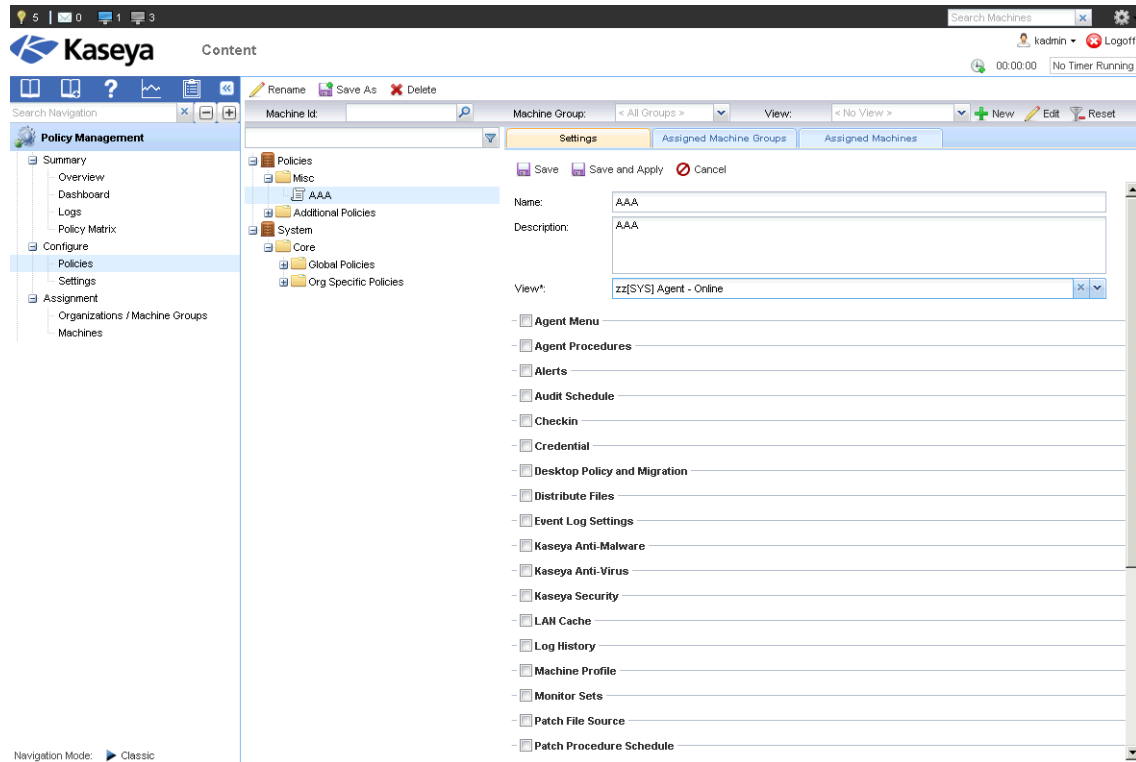 5 0 1 3 Search Machines
Kaseya Content
kadmin Logoff
00:00:00 No Timer Running
Rename Save As Delete
Search Navigation
Machine Id: Machine Group: < All Groups > View: < No View > New Edit Reset
Policy Management
Summary
Overview
Dashboard
Logs
Policy Matrix
Configure
Policies
Settings
Assignment
Organizations / Machine Groups
Machines
Navigation Mode: Classic
Policies
Misc
AAA
Additional Policies
System
Core
Global Policies
Org Specific Policies
Settings Assigned Machine Groups Assigned Machines
Save Save and Apply Cancel
Name: AAA
Description: AAA
View*: zz[SYS] Agent - Online
Agent Menu
Agent Procedures
Alerts
Audit Schedule
Checkin
Credential
Desktop Policy and Migration
Distribute Files
Event Log Settings
Kaseya Anti-Malware
Kaseya Anti-Virus
Kaseya Security
LAN Cache
Log History
Machine Profile
Monitor Sets
Patch File Source
Patch Procedure Schedule